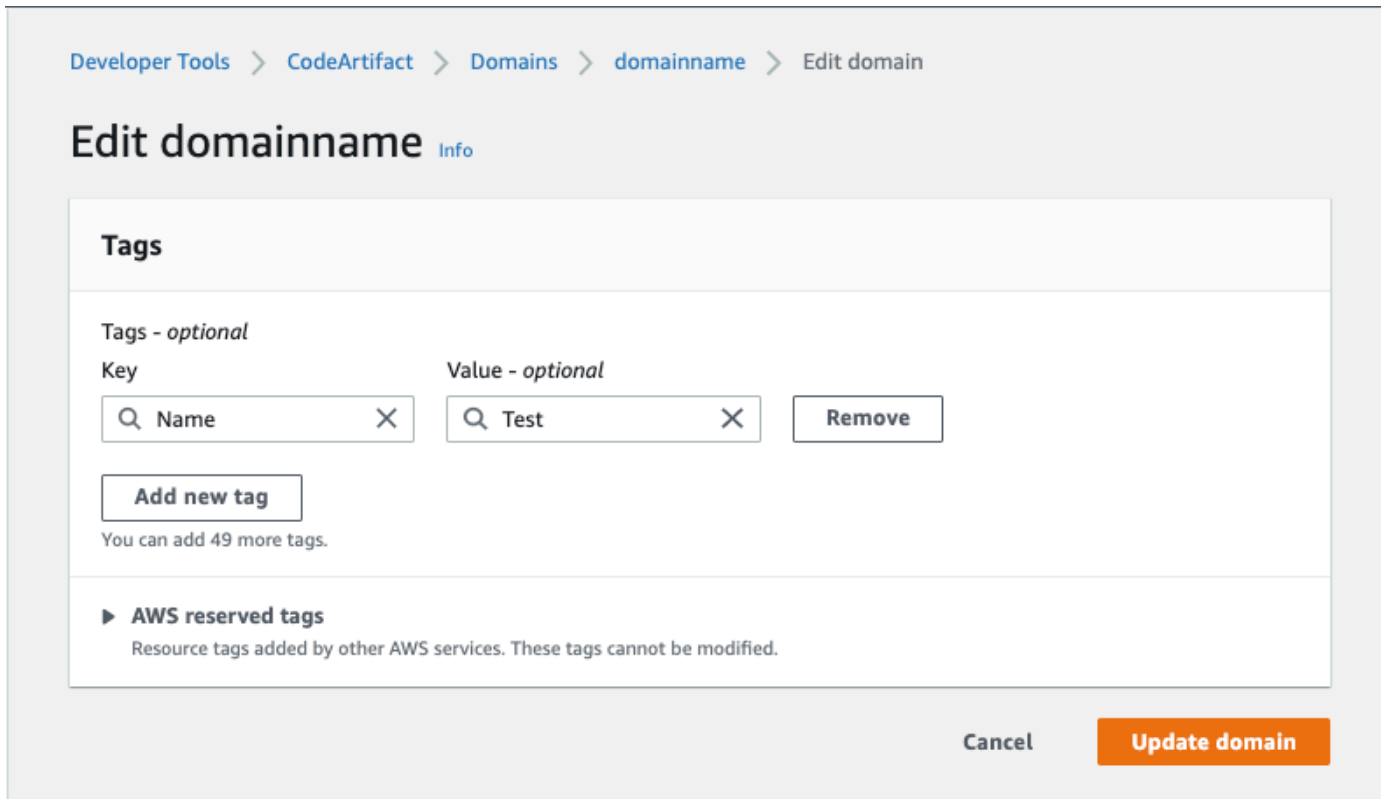 Developer Tools > CodeArtifact > Domains > domainname > Edit domain
Edit domainname Info
Tags
Tags - optional
Key Value - optional
Name Test Remove
Add new tag
You can add 49 more tags.
AWS reserved tags
Resource tags added by other AWS services. These tags cannot be modified.
Cancel Update domain